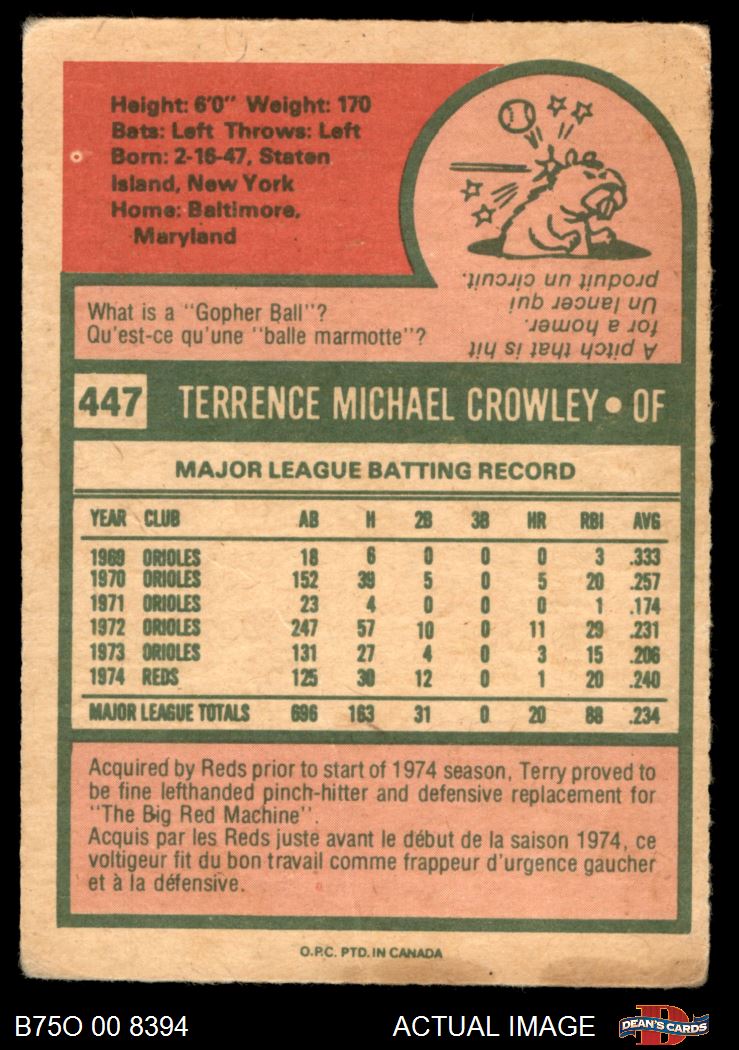 Height: 6'0" Weight: 170
Bats: Left Throws: Left
Born: 2-16-47, Staten
Island, New York
Home: Baltimore,
Maryland
What is a "Gopher Ball"?
Qu'est-ce qu'une "balle marmotte"?
A pitch that is hit
for a homer.
Un lancer qui
produit un circuit.
447 TERRENCE MICHAEL CROWLEY • OF
MAJOR LEAGUE BATTING RECORD
YEAR CLUB AB H 2B 3B HR RBI AVG
1969 ORIOLES 18 6 0 0 0 3 .333
1970 ORIOLES 152 39 5 0 5 20 .257
1971 ORIOLES 23 4 0 0 0 1 .174
1972 ORIOLES 247 57 10 0 11 29 .231
1973 ORIOLES 131 27 4 0 3 15 .206
1974 REDS 125 30 12 0 1 20 .240
MAJOR LEAGUE TOTALS 696 163 31 0 20 88 .234
Acquired by Reds prior to start of 1974 season, Terry proved to
be fine lefthanded pinch-hitter and defensive replacement for
"The Big Red Machine".
Acquis par les Reds juste avant le début de la saison 1974, ce
voltigeur fit du bon travail comme frappeur d'urgence gaucher
et à la défensive.
O.P.C. PTD. IN CANADA
B75O 00 8394 ACTUAL IMAGE D DEAN'S CARDS